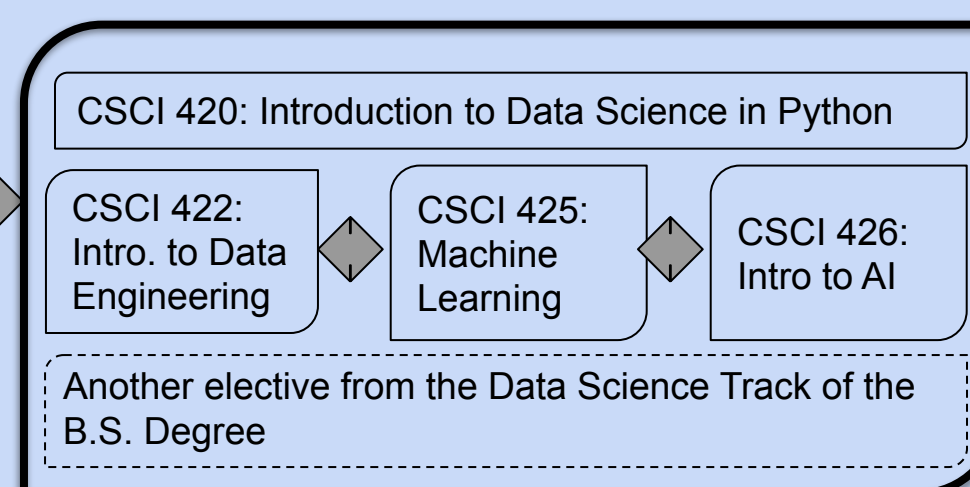 CSCI 420: Introduction to Data Science in Python
CSCI 422:
Intro. to Data
Engineering
CSCI 425:
Machine
Learning
CSCI 426:
Intro to AI
Another elective from the Data Science Track of the
B.S. Degree